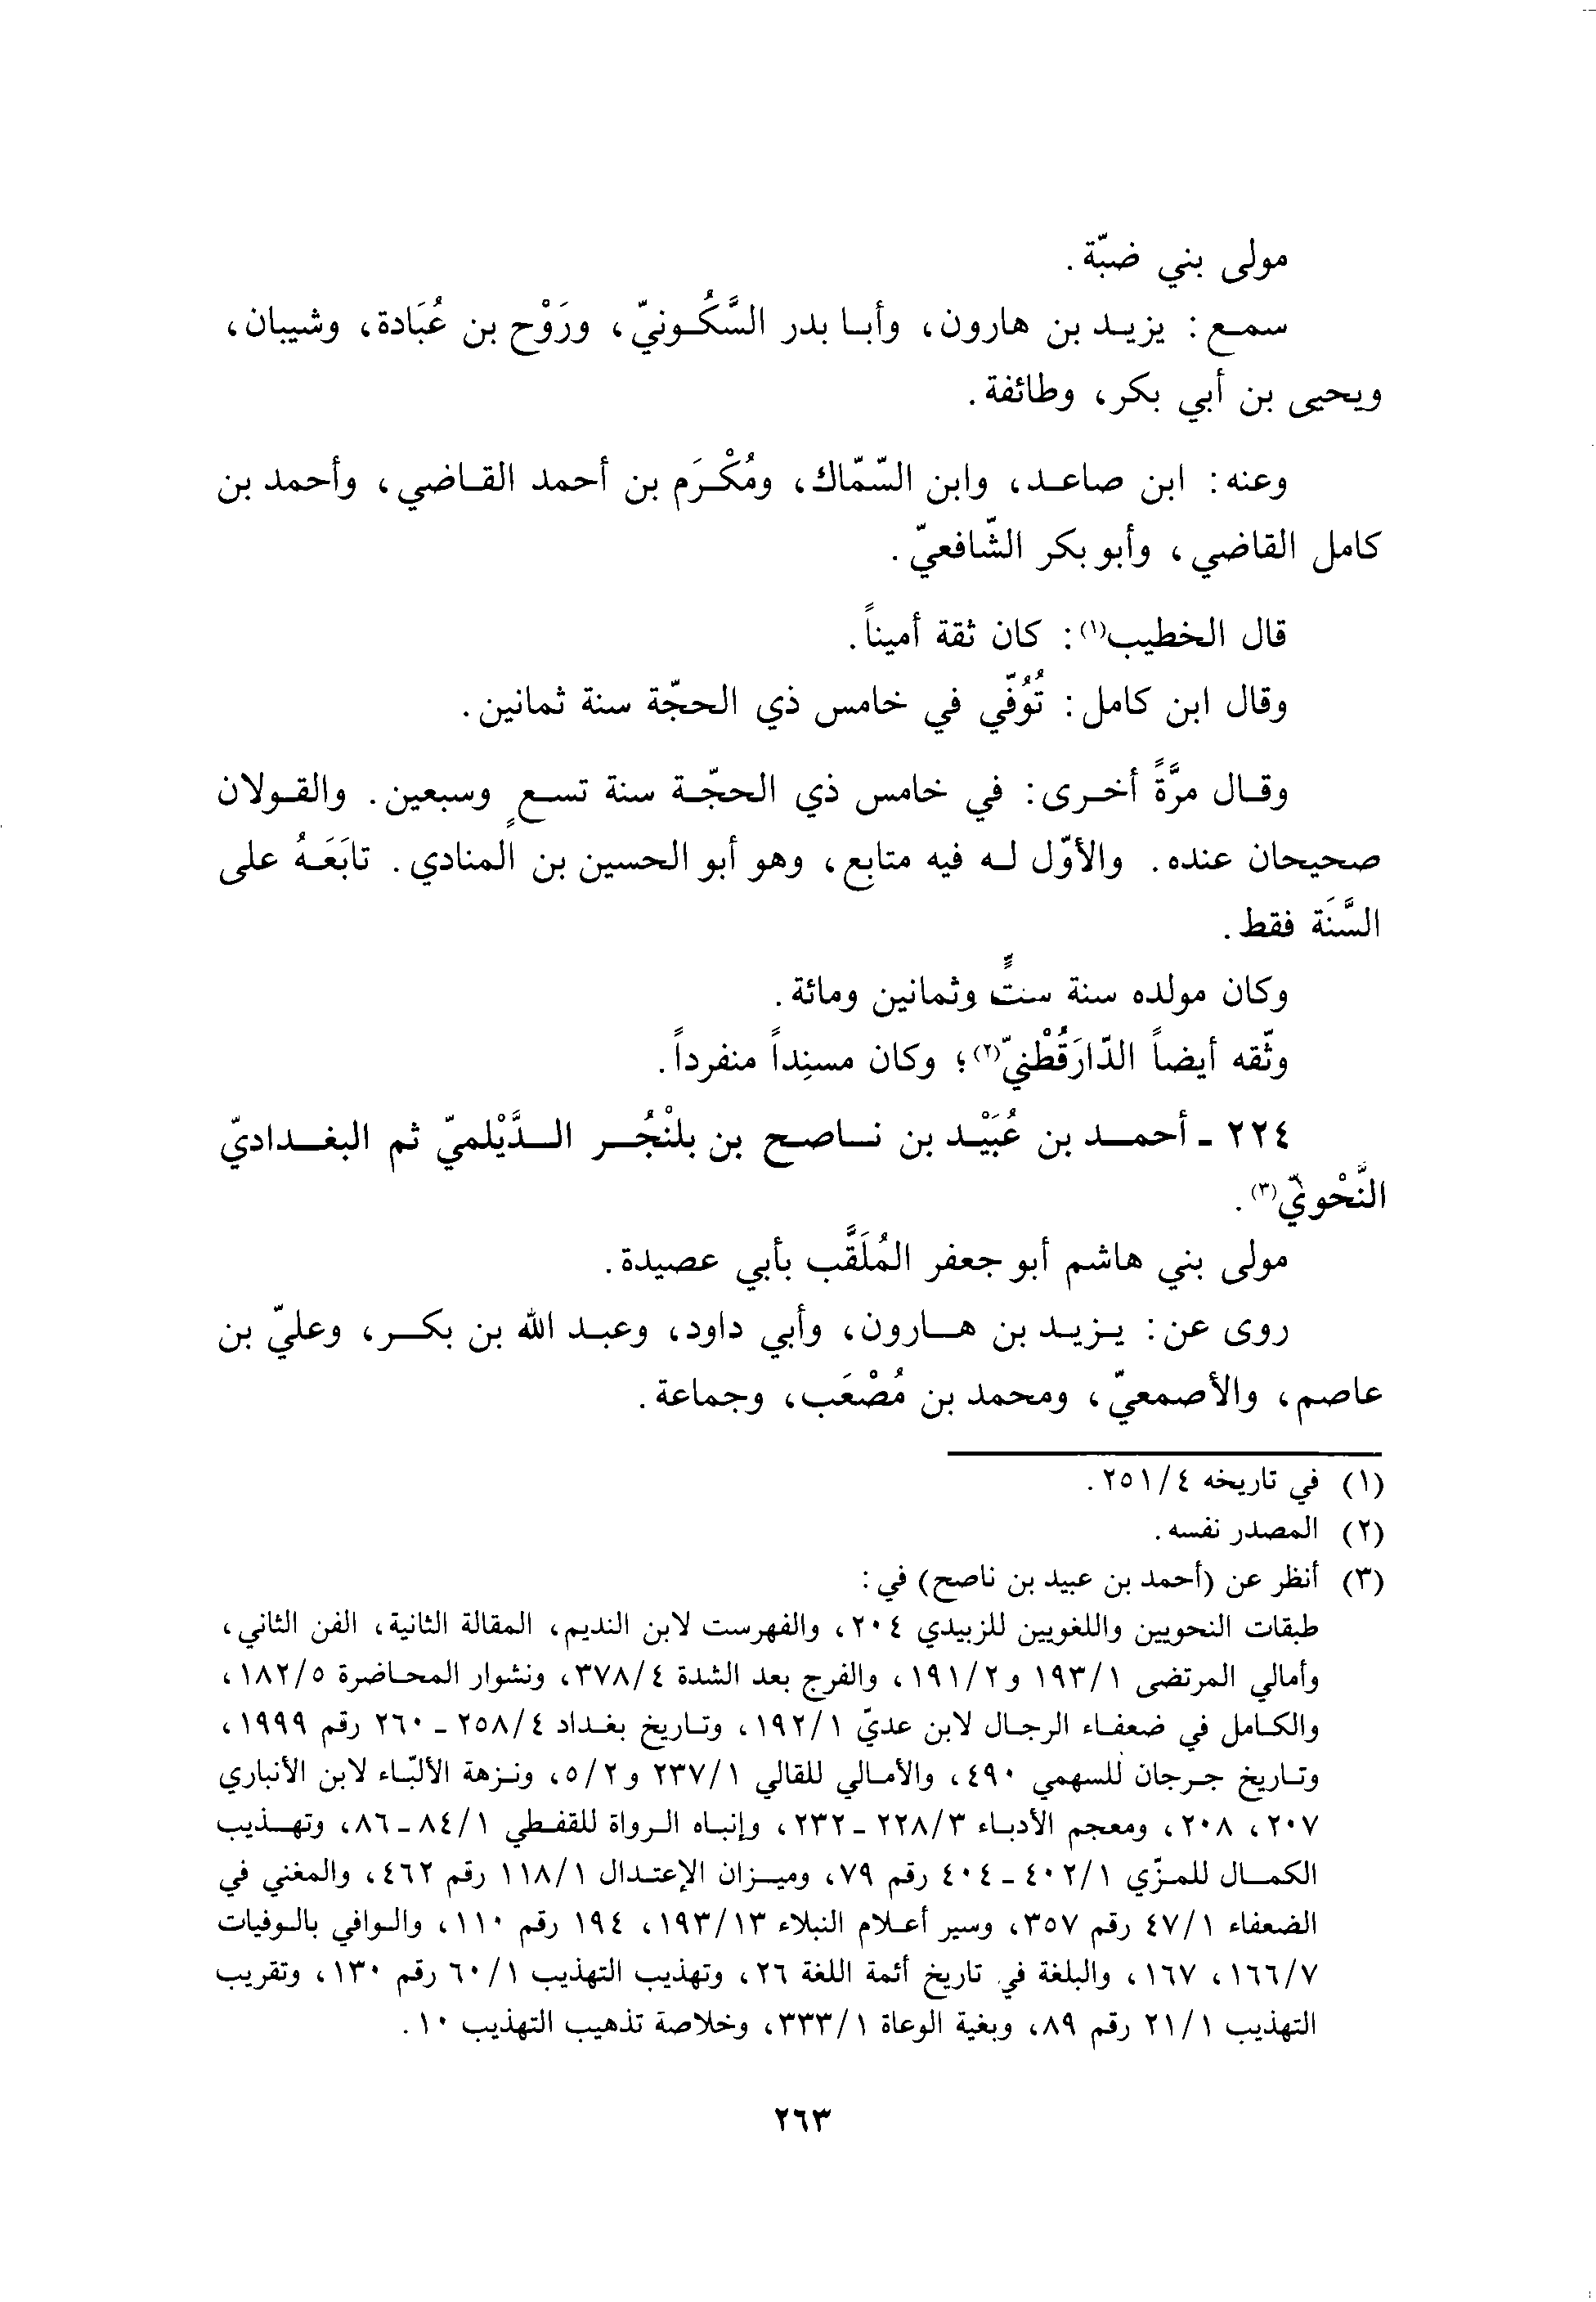 مولى بني ضبّة.
سمع: يزيد بن هارون، وأبا بدر السَّكُونيّ، ورَوْح بن عُبَادة، وشيبان،
ويحيى بن أبي بكر، وطائفة.
وعنه: ابن صاعد، وابن السّمّاك، ومُكْرَم بن أحمد القاضي، وأحمد بن
كامل القاضي، وأبو بكر الشّافعيّ.
قال الخطيب(١): كان ثقة أميناً.
وقال ابن كامل: تُوُفّي في خامس ذي الحجّة سنة ثمانين.
وقال مرَّةً أخرى: في خامس ذي الحجّة سنة تسعٍ وسبعين. والقولان
صحيحان عنده. والأوّل له فيه متابع، وهو أبو الحسين بن المنادي. تابَعَهُ على
السَّنَة فقط.
وكان مولده سنة ستٍّ وثمانين ومائة.
وثّقه أيضاً الدّارَقُطْنيّ(٢)؛ وكان مسنِداً منفرداً.
٢٢٤ - أحمد بن عُبَيْد بن ناصح بن بلنْجُر الدَّيْلميّ ثم البغداديّ
النَّحْويّ(٣).
مولى بني هاشم أبو جعفر المُلَقَّب بأبي عصيدة.
روى عن: يزيد بن هارون، وأبي داود، وعبد الله بن بكر، وعليّ بن
عاصم، والأصمعيّ، ومحمد بن مُصْعَب، وجماعة.
(١) في تاريخه ٢٥١/٤.
(٢) المصدر نفسه.
(٣) أنظر عن (أحمد بن عبيد بن ناصح) في:
طبقات النحويين واللغويين للزبيدي ٢٠٤، والفهرست لابن النديم، المقالة الثانية، الفن الثاني،
وأمالي المرتضى ١٩٣/١ و١٩١/٢، والفرج بعد الشدة ٣٧٨/٤، ونشوار المحاضرة ١٨٢/٥،
والكامل في ضعفاء الرجال لابن عديّ ١٩٢/١، وتاريخ بغداد ٢٥٨/٤ - ٢٦٠ رقم ١٩٩٩،
وتاريخ جرجان للسهمي ٤٩٠، والأمالي للقالي ٢٣٧/١ و٥/٢، ونزهة الألبّاء لابن الأنباري
٢٠٧، ٢٠٨، ومعجم الأدباء ٢٢٨/٣ - ٢٣٢، وإنباه الرواة للقفطي ٨٤/١ - ٨٦، وتهذيب
الكمال للمزّي ٤٠٢/١ - ٤٠٤ رقم ٧٩، وميزان الإعتدال ١١٨/١ رقم ٤٦٢، والمغني في
الضعفاء ٤٧/١ رقم ٣٥٧، وسير أعلام النبلاء ١٩٣/١٣، ١٩٤ رقم ١١٠، والوافي بالوفيات
١٦٦/٧، ١٦٧، والبلغة في تاريخ أئمة اللغة ٢٦، وتهذيب التهذيب ٦٠/١ رقم ١٣٠، وتقريب
التهذيب ٢١/١ رقم ٨٩، وبغية الوعاة ٣٣٣/١، وخلاصة تذهيب التهذيب ١٠.
٢٦٣